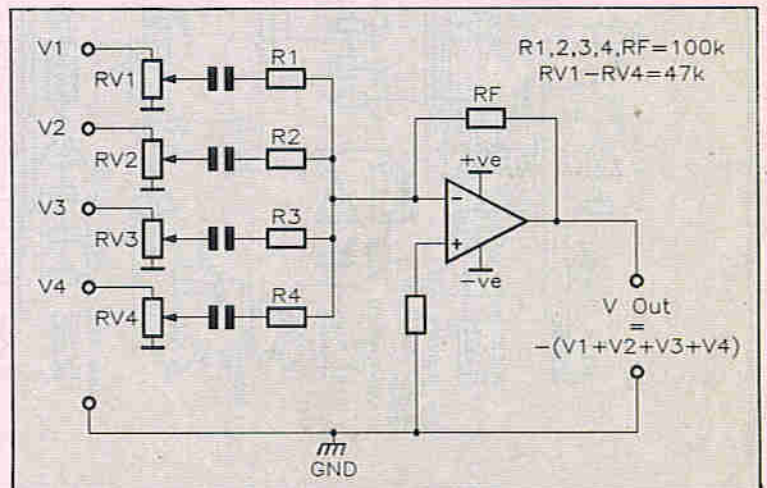 V1
RV1
R1
V2
RV2
R2
V3
RV3
R3
V4
RV4
R4
R1,2,3,4,RF=100k
RV1-RV4=47k
RF
+ve
-
+
-ve
V Out
=
-(V1+V2+V3+V4)
GND